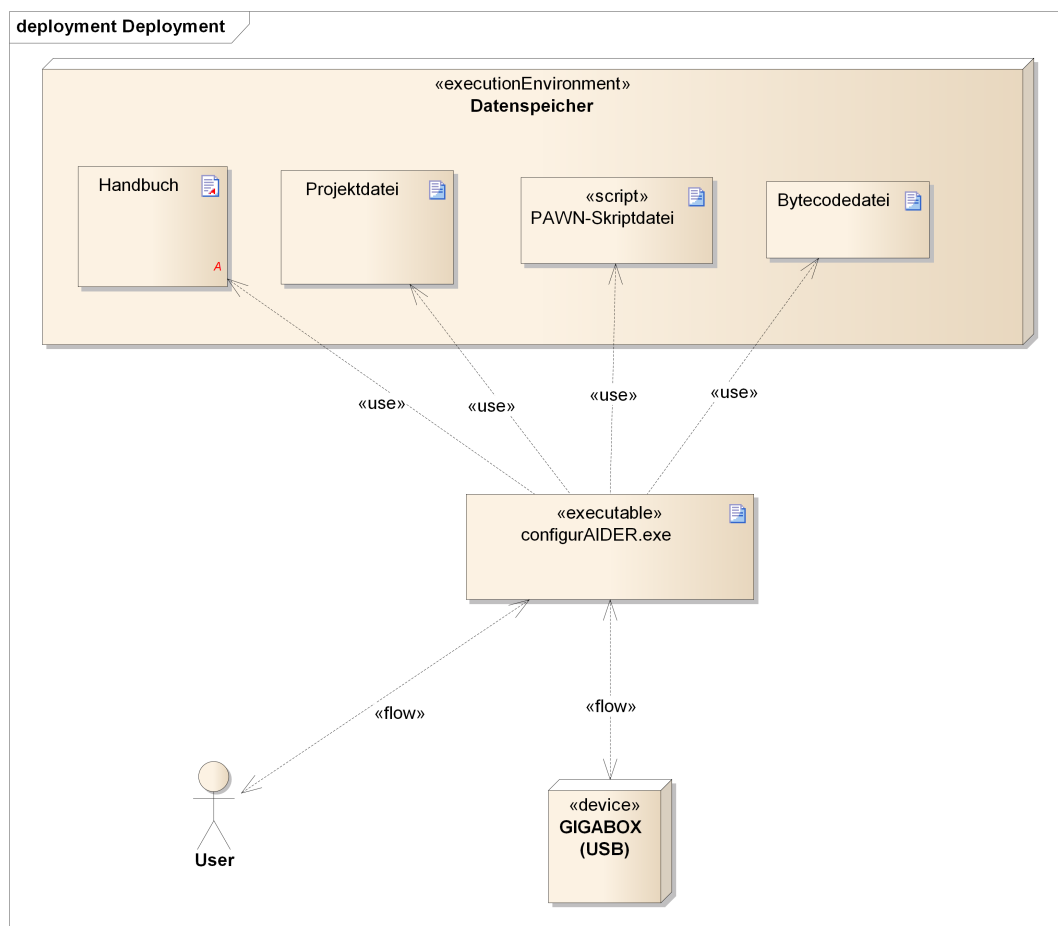 deployment Deployment
«executionEnvironment»
Datenspeicher
Handbuch
A
Projektdatei
«script»
PAWN-Skriptdatei
Bytecodedatei
«use»
«use»
«use»
«use»
«executable»
configurAIDER.exe
«flow»
«flow»
User
«device»
GIGABOX
(USB)